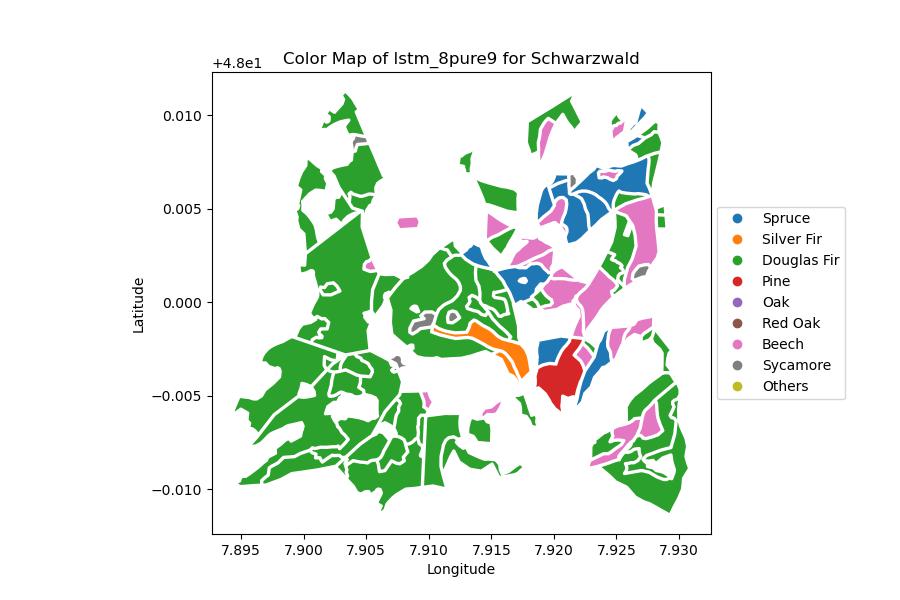 Color Map of lstm_8pure9 for Schwarzwald
+4.8e1
0.010
0.005
0.000
−0.005
−0.010
Latitude
7.895 7.900 7.905 7.910 7.915 7.920 7.925 7.930
Longitude
Spruce
Silver Fir
Douglas Fir
Pine
Oak
Red Oak
Beech
Sycamore
Others